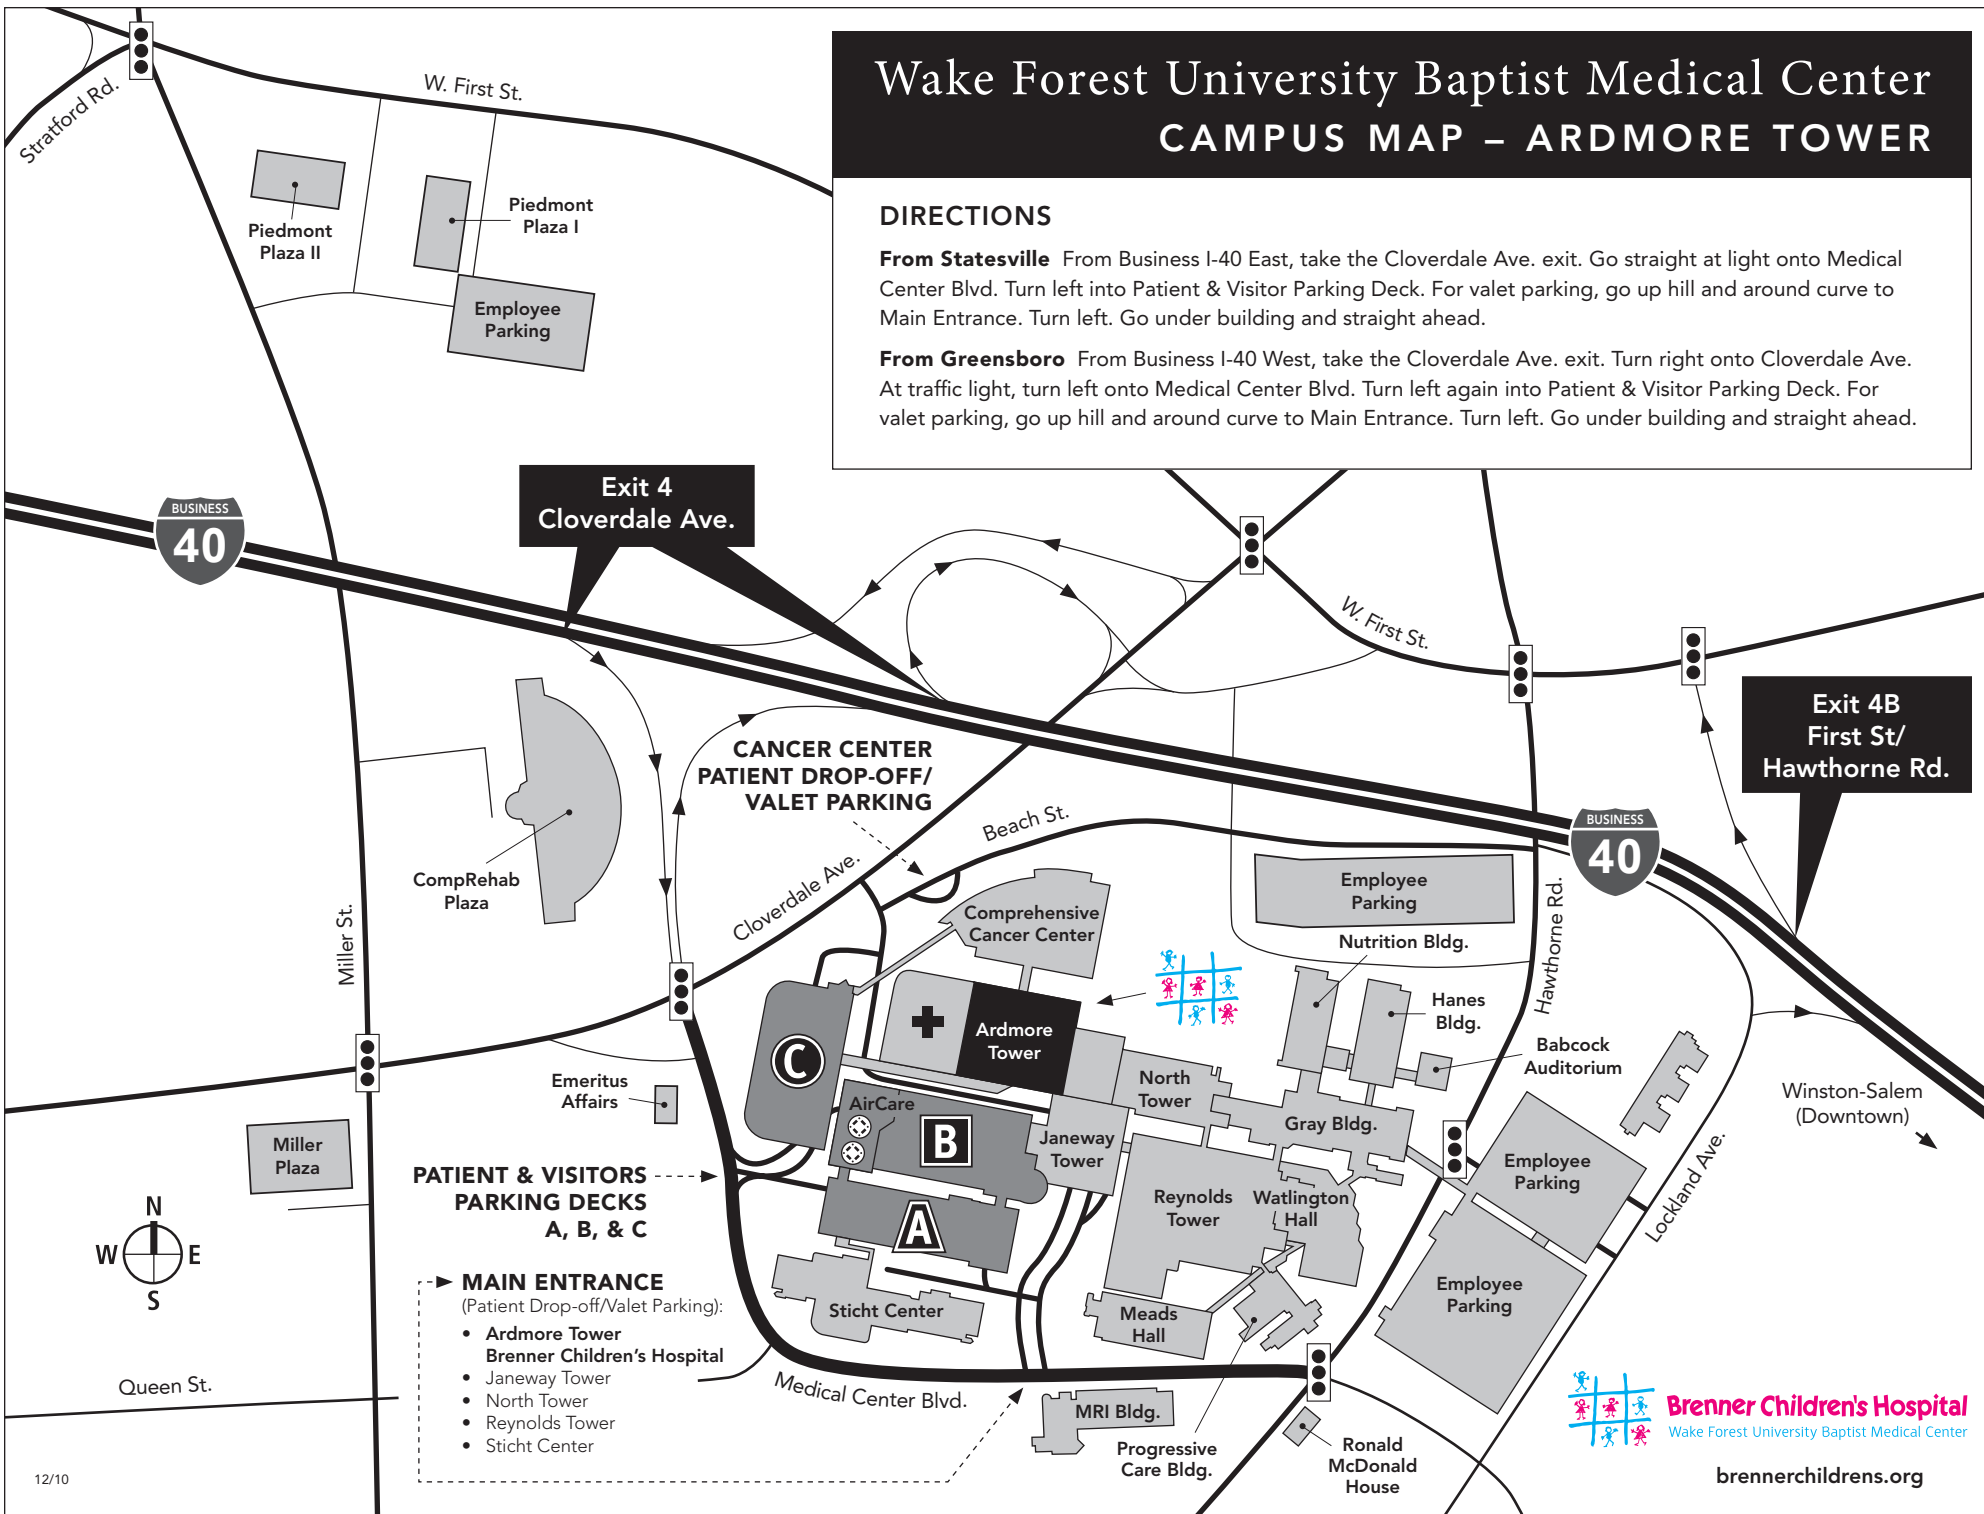 Wake Forest University Baptist Medical Center
CAMPUS MAP – ARDMORE TOWER
DIRECTIONS
From Statesville From Business I-40 East, take the Cloverdale Ave. exit. Go straight at light onto Medical
Center Blvd. Turn left into Patient & Visitor Parking Deck. For valet parking, go up hill and around curve to
Main Entrance. Turn left. Go under building and straight ahead.
From Greensboro From Business I-40 West, take the Cloverdale Ave. exit. Turn right onto Cloverdale Ave.
At traffic light, turn left onto Medical Center Blvd. Turn left again into Patient & Visitor Parking Deck. For
valet parking, go up hill and around curve to Main Entrance. Turn left. Go under building and straight ahead.
Stratford Rd.
W. First St.
Piedmont
Plaza II
Piedmont
Plaza I
Employee
Parking
BUSINESS
40
Exit 4
Cloverdale Ave.
W. First St.
Exit 4B
First St/
Hawthorne Rd.
CANCER CENTER
PATIENT DROP-OFF/
VALET PARKING
Beach St.
BUSINESS
40
CompRehab
Plaza
Cloverdale Ave.
Miller St.
Comprehensive
Cancer Center
Employee
Parking
Nutrition Bldg.
Hawthorne Rd.
Hanes
Bldg.
Babcock
Auditorium
Ardmore
Tower
C
North
Tower
Emeritus
Affairs
AirCare
B
Janeway
Tower
Gray Bldg.
Winston-Salem
(Downtown)
Miller
Plaza
PATIENT & VISITORS
PARKING DECKS
A, B, & C
A
Reynolds
Tower
Watlington
Hall
Employee
Parking
Lockland Ave.
Employee
Parking
N
W
E
S
MAIN ENTRANCE
(Patient Drop-off/Valet Parking):
• Ardmore Tower
Brenner Children's Hospital
• Janeway Tower
• North Tower
• Reynolds Tower
• Sticht Center
Sticht Center
Meads
Hall
Queen St.
Medical Center Blvd.
MRI Bldg.
Progressive
Care Bldg.
Ronald
McDonald
House
Brenner Children's Hospital
Wake Forest University Baptist Medical Center
brennerchildrens.org
12/10